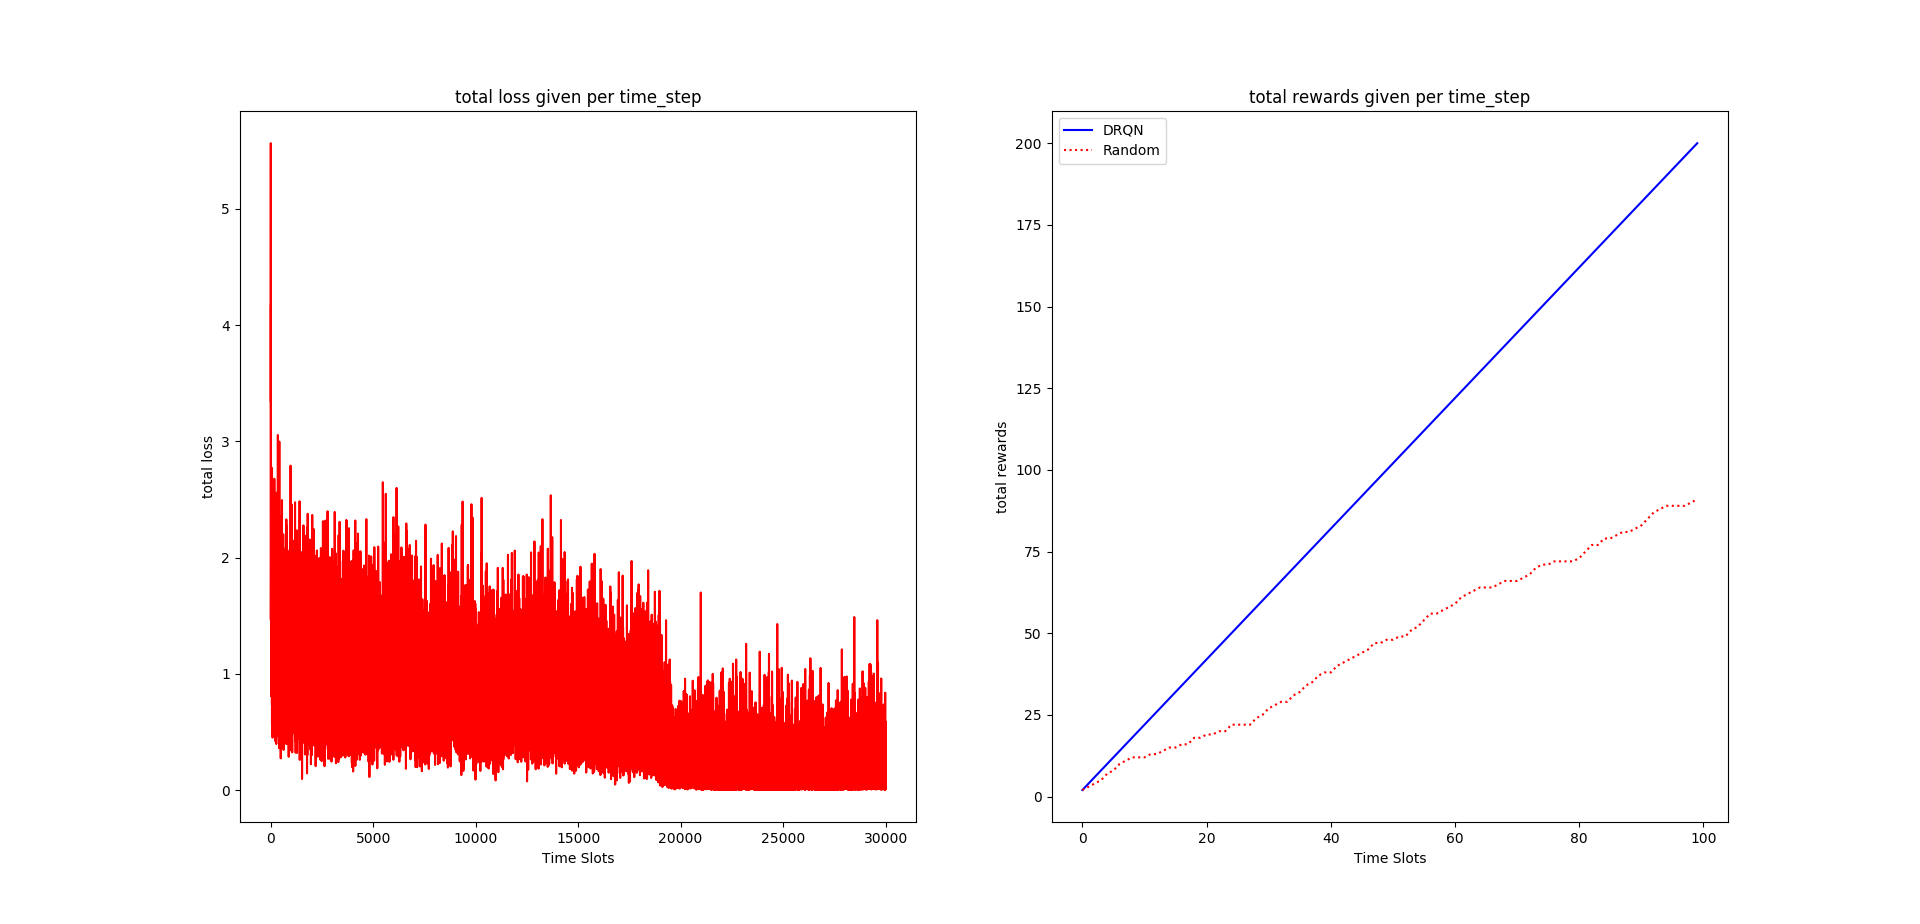 total loss given per time_step
total loss
5
4
3
2
1
0
0 5000 10000 15000 20000 25000 30000
Time Slots
total rewards given per time_step
DRQN
Random
total rewards
200
175
150
125
100
75
50
25
0
0 20 40 60 80 100
Time Slots